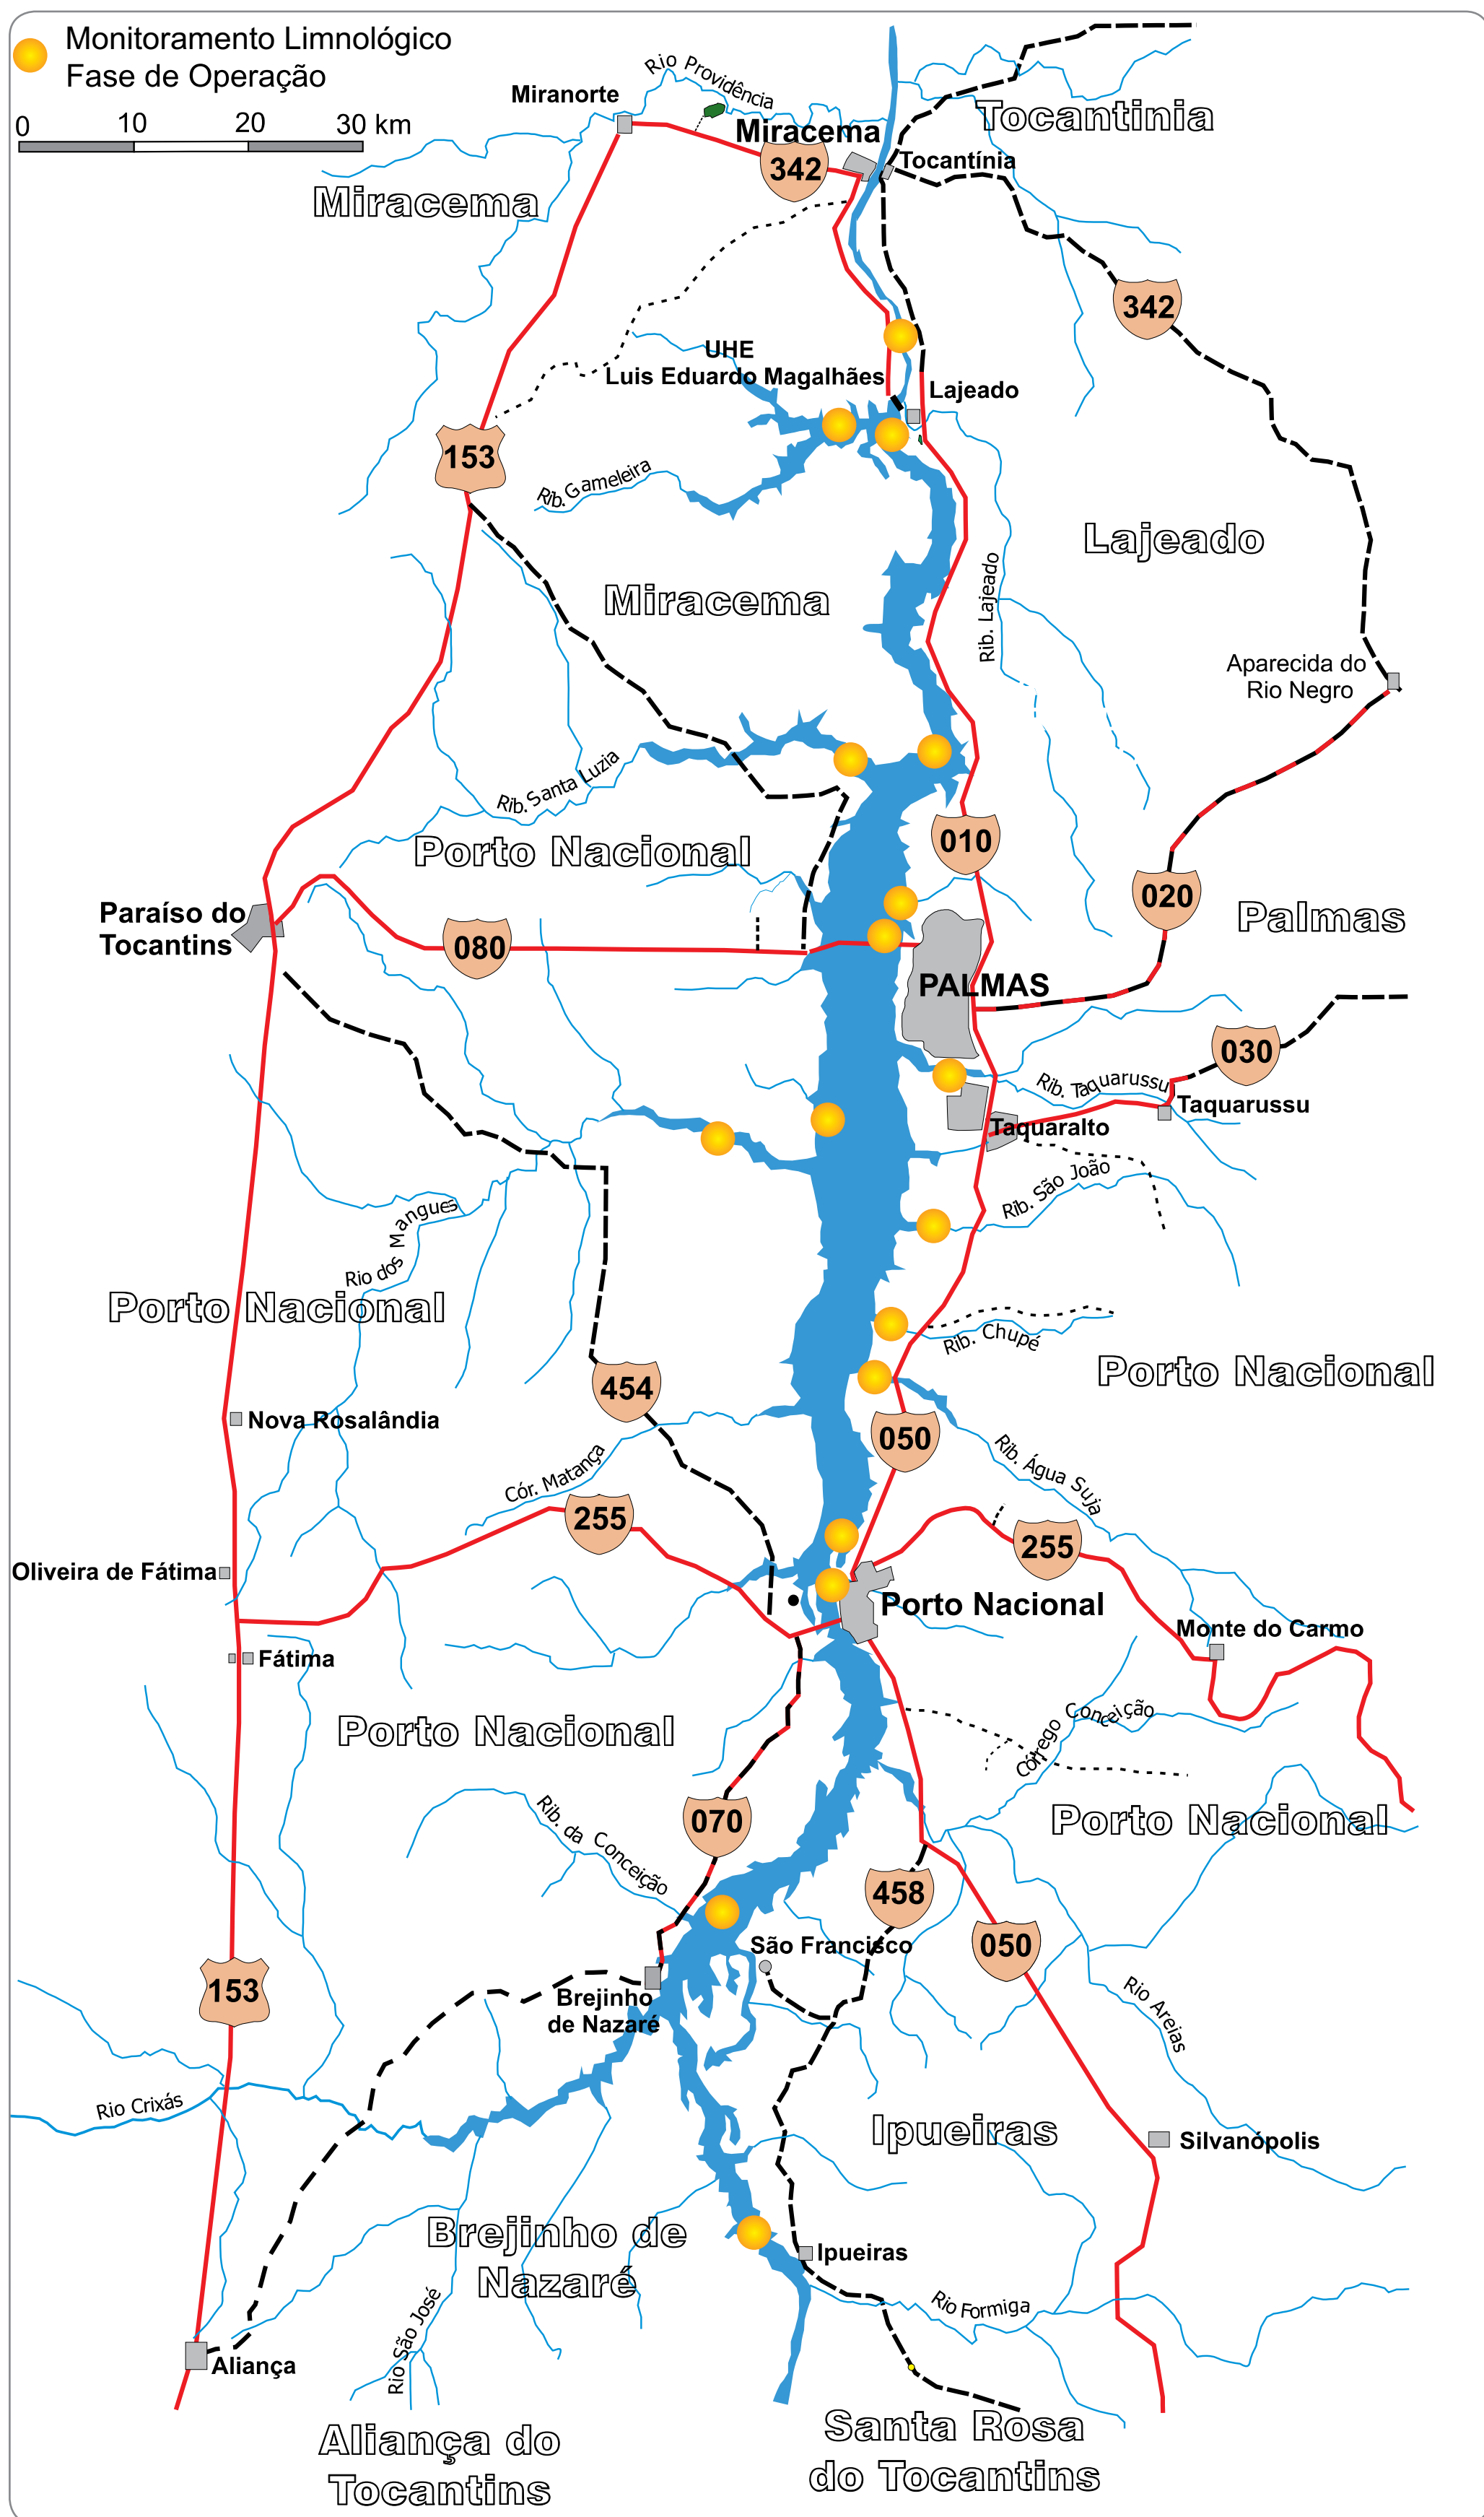 Monitoramento Limnológico
Fase de Operação
0 10 20 30 km
Miranorte
Rio Providência
Tocantinia
Miracema
342
Tocantínia
Miracema
342
UHE
Luis Eduardo Magalhães
Lajeado
153
Rib. Gameleira
Lajeado
Rib. Lajeado
Miracema
Aparecida do
Rio Negro
Rib. Santa Luzia
Porto Nacional
010
020
Paraíso do
Tocantins
080
Palmas
PALMAS
030
Rib. Taquarussu
Taquarussu
Taquaralto
Rib. São João
Rio dos Mangues
Porto Nacional
Rib. Chupé
Porto Nacional
454
Nova Rosalândia
050
Rib. Água Suja
Cór. Matança
255
255
Oliveira de Fátima
Porto Nacional
Monte do Carmo
Fátima
Porto Nacional
Córrego Conceição
Porto Nacional
070
Rib. da Conceição
458
São Francisco
050
153
Brejinho
de Nazaré
Rio Areias
Rio Crixás
Ipueiras
Silvanópolis
Brejinho de
Nazaré
Ipueiras
Rio Formiga
Rio São José
Aliança
Santa Rosa
do Tocantins
Aliança do
Tocantins